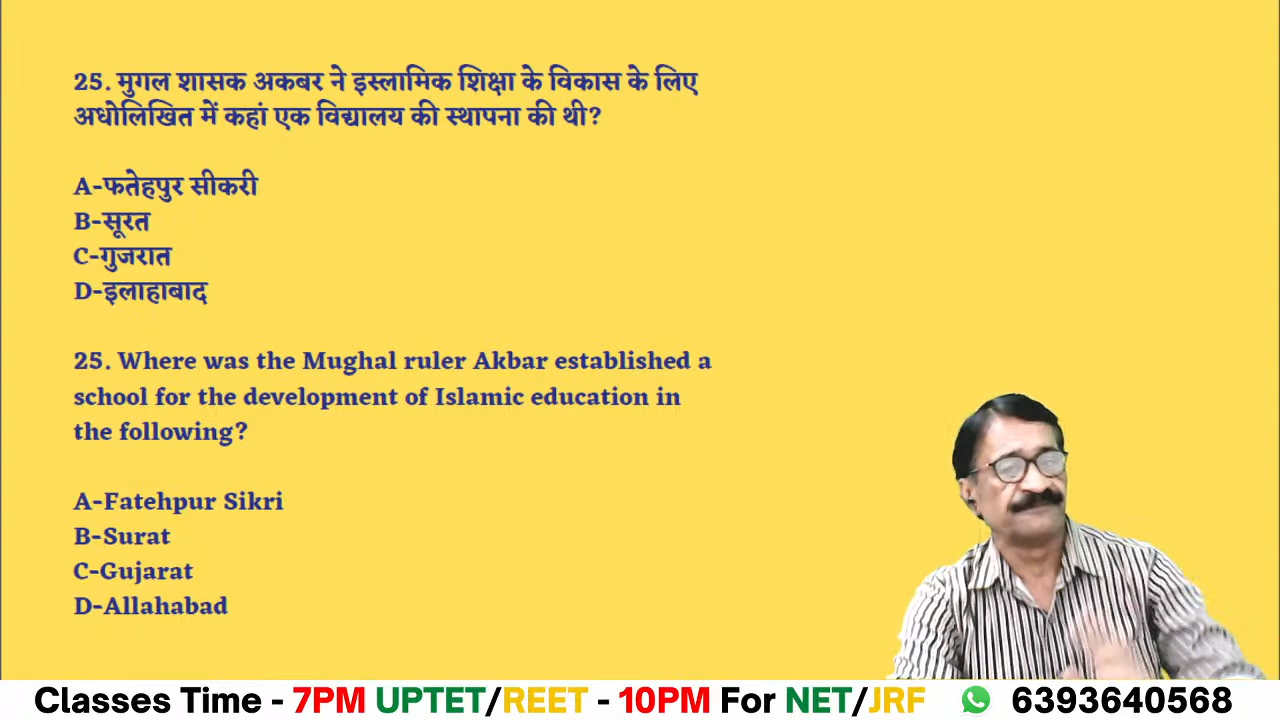 25. मुगल शासक अकबर ने इस्लामिक शिक्षा के विकास के लिए
अधोलिखित में कहां एक विद्यालय की स्थापना की थी?
A-फतेहपुर सीकरी
B-सूरत
C-गुजरात
D-इलाहाबाद
25. Where was the Mughal ruler Akbar established a
school for the development of Islamic education in
the following?
A-Fatehpur Sikri
B-Surat
C-Gujarat
D-Allahabad
Classes Time - 7PM UPTET/REET - 10PM For NET/JRF 6393640568